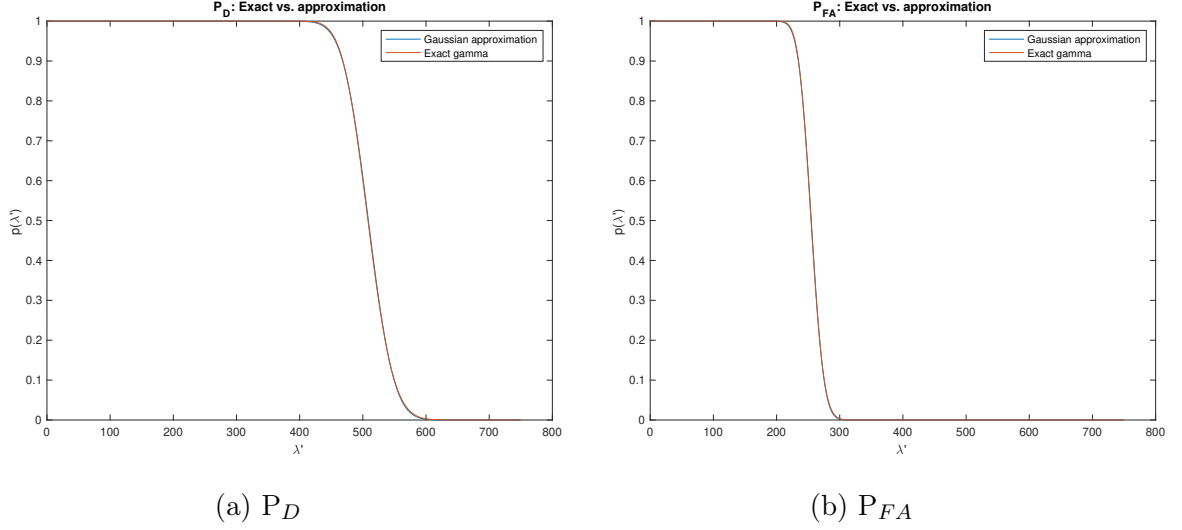 P_D: Exact vs. approximation
Gaussian approximation
Exact gamma
1
0.9
0.8
0.7
0.6
0.5
0.4
0.3
0.2
0.1
0
p(λ')
0 100 200 300 400 500 600 700 800
λ'
(a) P_D
P_FA: Exact vs. approximation
Gaussian approximation
Exact gamma
1
0.9
0.8
0.7
0.6
0.5
0.4
0.3
0.2
0.1
0
p(λ')
0 100 200 300 400 500 600 700 800
λ'
(b) P_FA